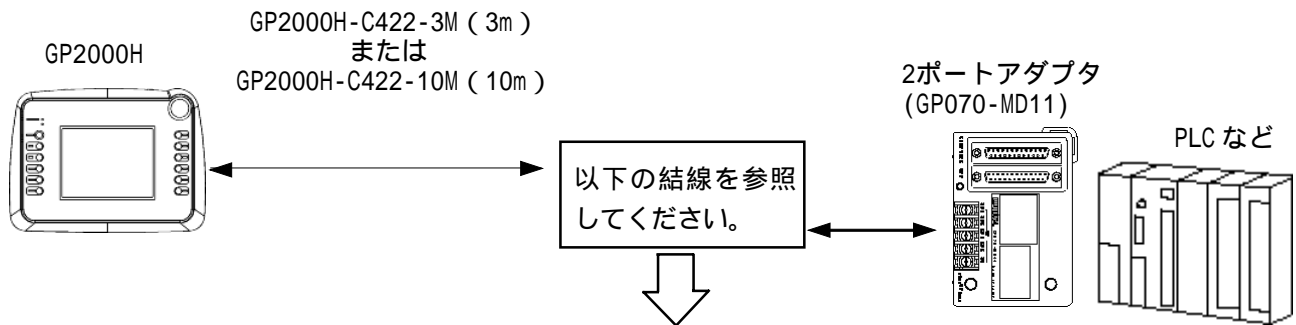 GP2000H-C422-3M(3m)
または
GP2000H-C422-10M(10m)
GP2000H
2ポートアダプタ
(GP070-MD11)
PLC など
以下の結線を参照
してください。